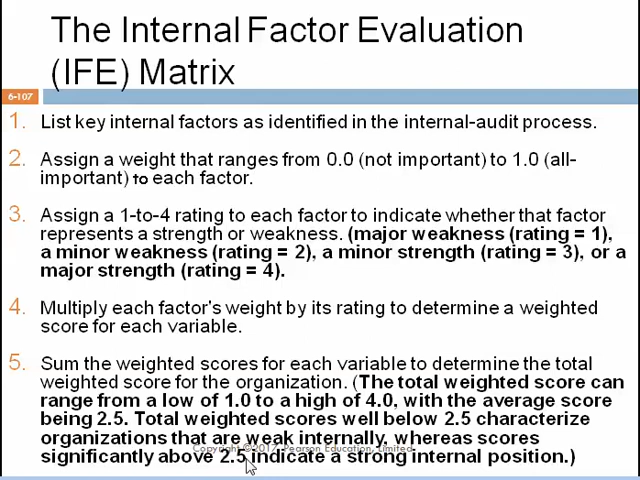 The Internal Factor Evaluation
(IFE) Matrix
6-107
1. List key internal factors as identified in the internal-audit process.
2. Assign a weight that ranges from 0.0 (not important) to 1.0 (all-
important) to each factor.
3. Assign a 1-to-4 rating to each factor to indicate whether that factor
represents a strength or weakness. (major weakness (rating = 1),
a minor weakness (rating = 2), a minor strength (rating = 3), or a
major strength (rating = 4).
4. Multiply each factor's weight by its rating to determine a weighted
score for each variable.
5. Sum the weighted scores for each variable to determine the total
weighted score for the organization. (The total weighted score can
range from a low of 1.0 to a high of 4.0, with the average score
being 2.5. Total weighted scores well below 2.5 characterize
organizations that are weak internally, whereas scores
Copyright ©2017 Pearson Education, Limited.
significantly above 2.5 indicate a strong internal position.)